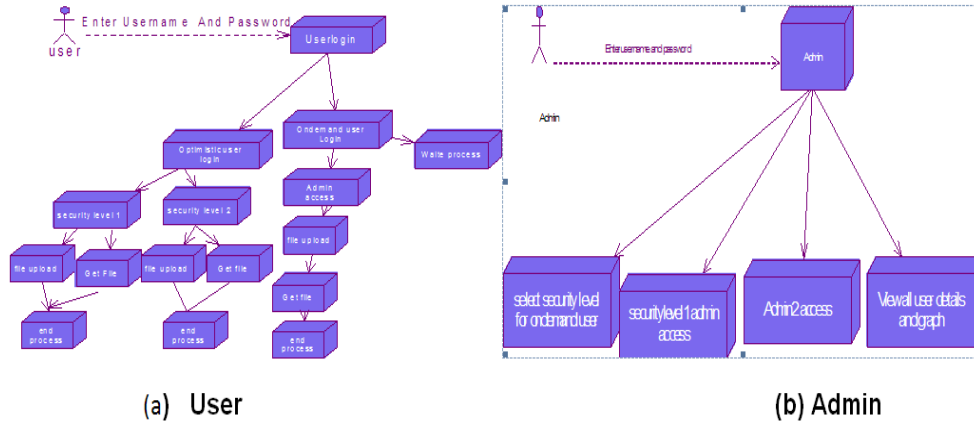 Enter Username And Password
user
Userlogin
Optimistic user
login
Ondemand user
Login
Waite process
security level 1
security level 2
Admin
access
file upload
Get File
file upload
Get file
file upload
Get file
end
process
end
process
end
process
(a) User
Enter username and password
Admin
Admin
select security level
for ondemand user
security level1 admin
access
Admin2 access
View all user details
and graph
(b) Admin